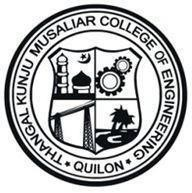 THANGAL KUNJU MUSALIAR COLLEGE OF ENGINEERING
QUILON